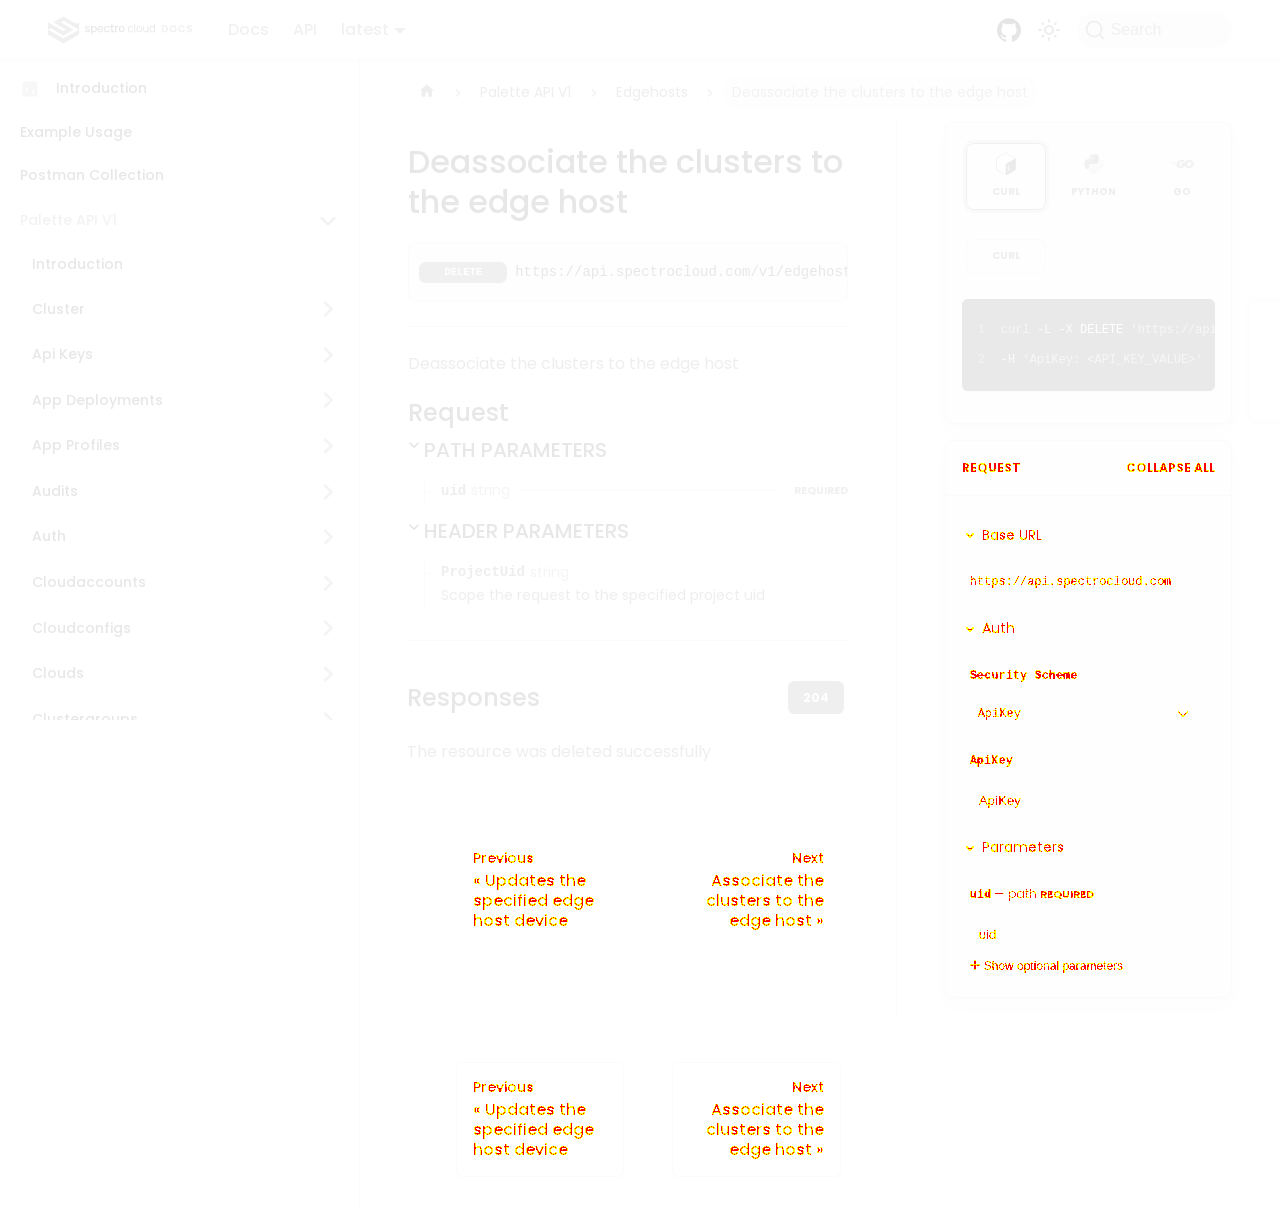 spectro cloud DOCS
Docs API latest
Search
Introduction
Example Usage
Postman Collection
Palette API V1
Introduction
Cluster
Api Keys
App Deployments
App Profiles
Audits
Auth
Cloudaccounts
Cloudconfigs
Clouds
Clustergroups
Palette API V1 Edgehosts Deassociate the clusters to the edge host
Deassociate the clusters to
the edge host
DELETE https://api.spectrocloud.com/v1/edgehost
Deassociate the clusters to the edge host
Request
PATH PARAMETERS
uid string REQUIRED
HEADER PARAMETERS
ProjectUid string
Scope the request to the specified project uid
Responses
204
The resource was deleted successfully
Previous
« Updates the
specified edge
host device
Next
Associate the
clusters to the
edge host »
Previous
« Updates the
specified edge
host device
Next
Associate the
clusters to the
edge host »
CURL PYTHON GO
CURL
1 curl -L -X DELETE 'https://api
2 -H 'ApiKey: <API_KEY_VALUE>'
REQUEST COLLAPSE ALL
Base URL
https://api.spectrocloud.com
Auth
Security Scheme
ApiKey
ApiKey
ApiKey
Parameters
uid — path REQUIRED
uid
Show optional parameters